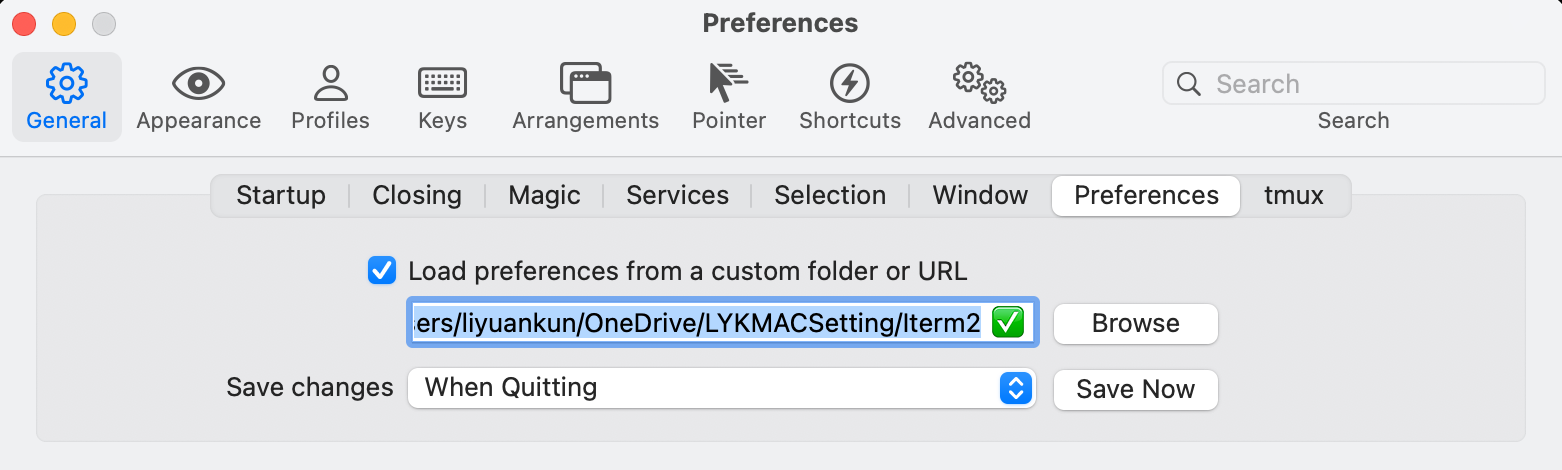 Preferences
General Appearance Profiles Keys Arrangements Pointer Shortcuts Advanced Search
Search
Startup Closing Magic Services Selection Window Preferences tmux
Load preferences from a custom folder or URL
ers/liyuankun/OneDrive/LYKMACSetting/Iterm2 Browse
Save changes When Quitting Save Now